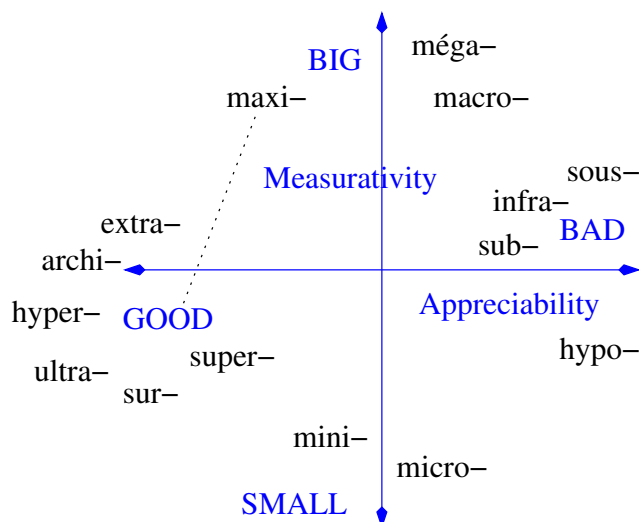 méga−
BIG
maxi−
macro−
Measurativity
sous−
infra−
extra−
BAD
sub−
archi−
Appreciability
hyper−
GOOD
super−
hypo−
ultra−
sur−
mini−
micro−
SMALL